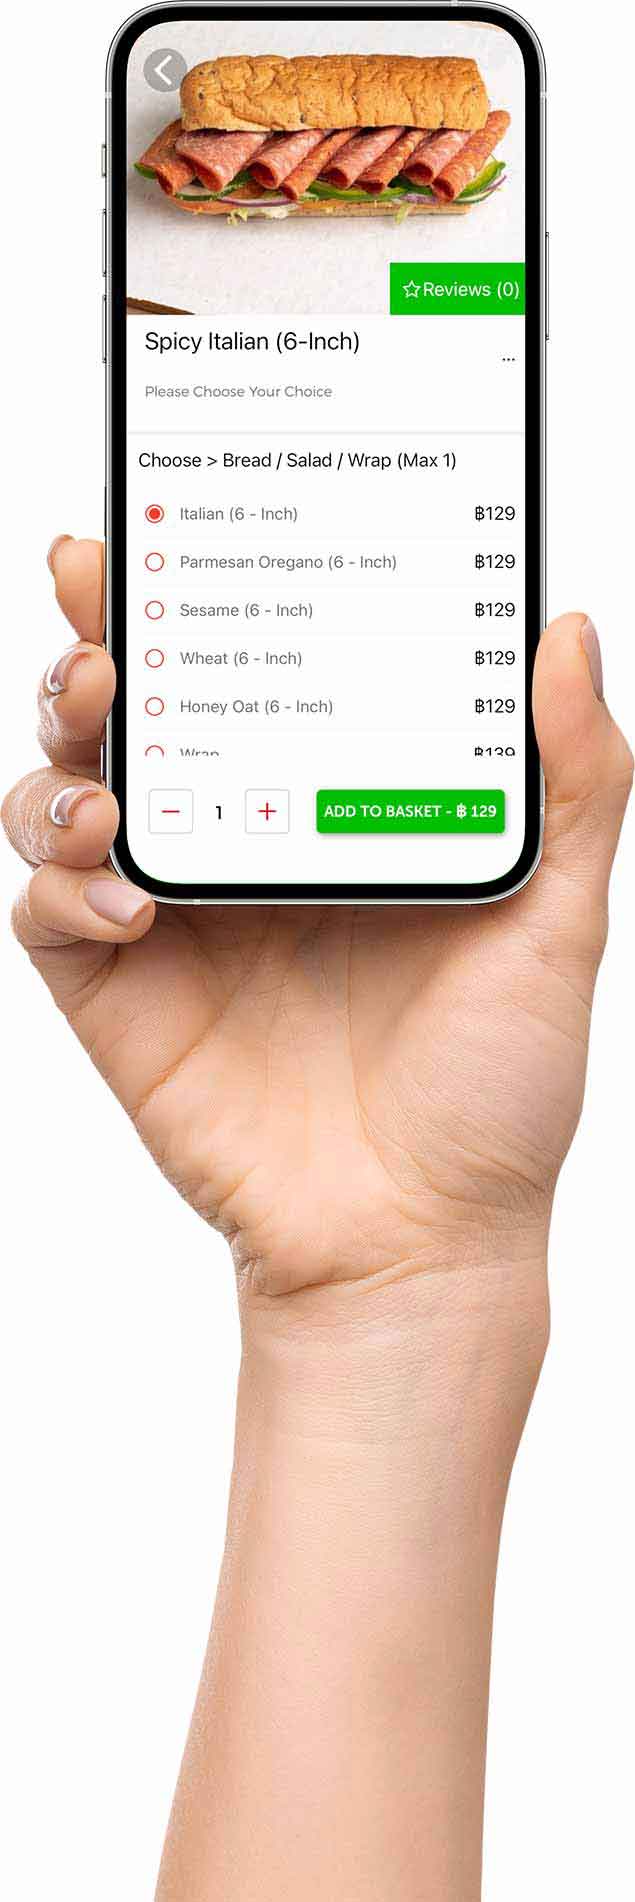 Reviews (0)
Spicy Italian (6-Inch)
...
Please Choose Your Choice
Choose > Bread / Salad / Wrap (Max 1)
Italian (6 - Inch) ฿129
Parmesan Oregano (6 - Inch) ฿129
Sesame (6 - Inch) ฿129
Wheat (6 - Inch) ฿129
Honey Oat (6 - Inch) ฿129
Wrap ฿139
1
ADD TO BASKET - ฿ 129